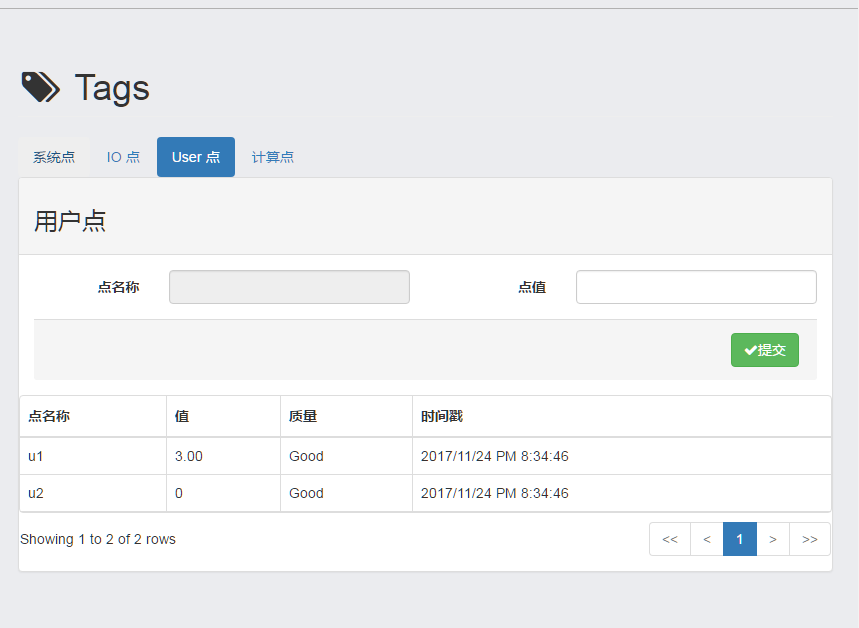 Tags
系统点 IO 点 User 点 计算点
用户点
点名称 点值
提交
点名称 值 质量 时间戳
u1 3.00 Good 2017/11/24 PM 8:34:46
u2 0 Good 2017/11/24 PM 8:34:46
Showing 1 to 2 of 2 rows << < 1 > >>